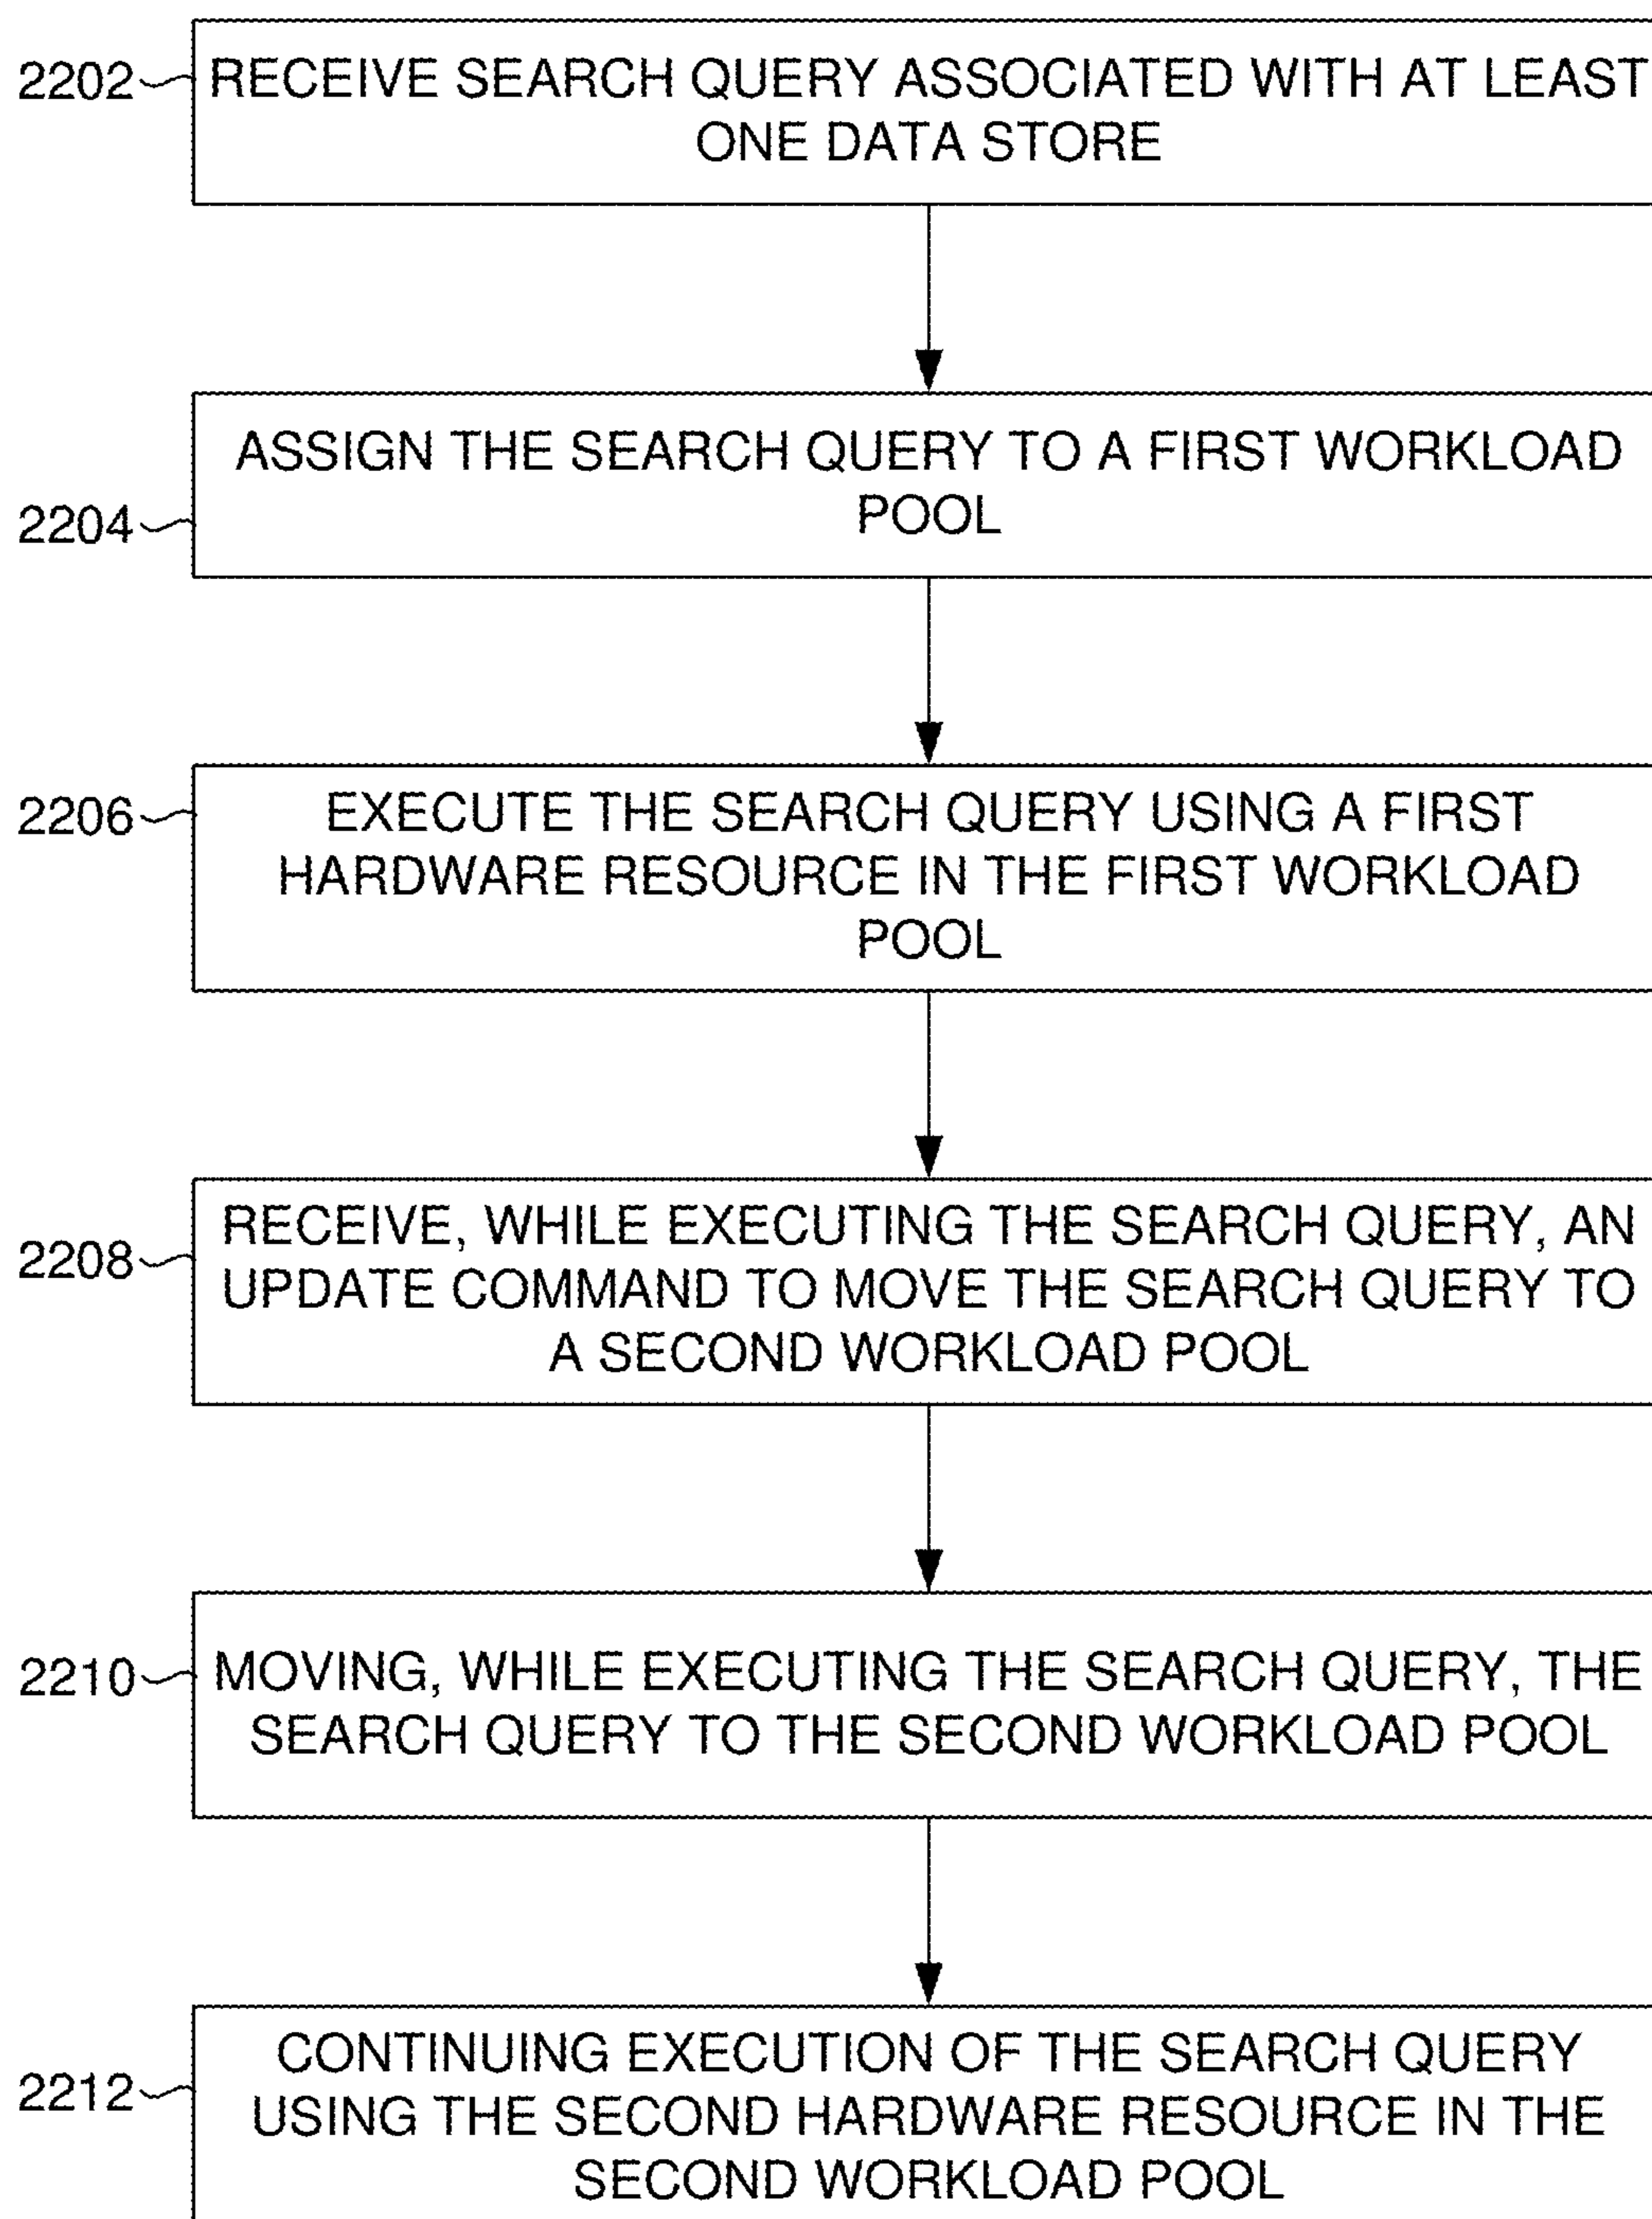 2202 RECEIVE SEARCH QUERY ASSOCIATED WITH AT LEAST
ONE DATA STORE
ASSIGN THE SEARCH QUERY TO A FIRST WORKLOAD
2204 POOL
2206 EXECUTE THE SEARCH QUERY USING A FIRST
HARDWARE RESOURCE IN THE FIRST WORKLOAD
POOL
RECEIVE, WHILE EXECUTING THE SEARCH QUERY, AN
2208 UPDATE COMMAND TO MOVE THE SEARCH QUERY TO
A SECOND WORKLOAD POOL
2210 MOVING, WHILE EXECUTING THE SEARCH QUERY, THE
SEARCH QUERY TO THE SECOND WORKLOAD POOL
CONTINUING EXECUTION OF THE SEARCH QUERY
2212 USING THE SECOND HARDWARE RESOURCE IN THE
SECOND WORKLOAD POOL